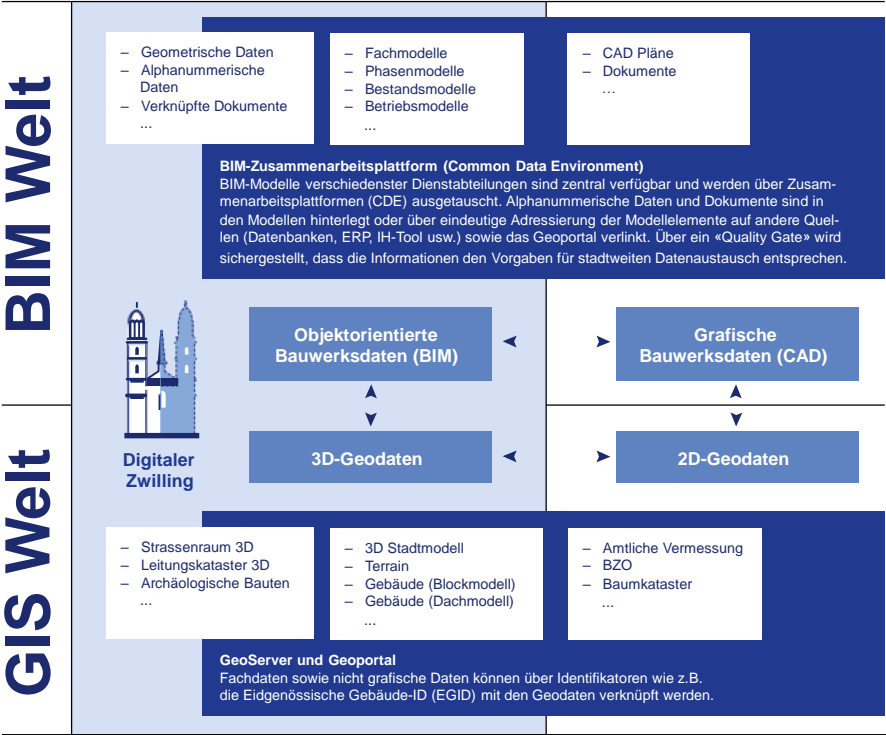 BIM Welt
– Geometrische Daten
– Alphanummerische
Daten
– Verknüpfte Dokumente
...
– Fachmodelle
– Phasenmodelle
– Bestandsmodelle
– Betriebsmodelle
...
– CAD Pläne
– Dokumente
...
BIM-Zusammenarbeitsplattform (Common Data Environment)
BIM-Modelle verschiedenster Dienstabteilungen sind zentral verfügbar und werden über Zusam-
menarbeitsplattformen (CDE) ausgetauscht. Alphanummerische Daten und Dokumente sind in
den Modellen hinterlegt oder über eindeutige Adressierung der Modellelemente auf andere Quel-
len (Datenbanken, ERP, IH-Tool usw.) sowie das Geoportal verlinkt. Über ein «Quality Gate» wird
sichergestellt, dass die Informationen den Vorgaben für stadtweiten Datenaustausch entsprechen.
Objektorientierte
Bauwerksdaten (BIM)
Grafische
Bauwerksdaten (CAD)
Digitaler
Zwilling
3D-Geodaten
2D-Geodaten
GIS Welt
– Strassenraum 3D
– Leitungskataster 3D
– Archäologische Bauten
...
– 3D Stadtmodell
– Terrain
– Gebäude (Blockmodell)
– Gebäude (Dachmodell)
...
– Amtliche Vermessung
– BZO
– Baumkataster
...
GeoServer und Geoportal
Fachdaten sowie nicht grafische Daten können über Identifikatoren wie z.B.
die Eidgenössische Gebäude-ID (EGID) mit den Geodaten verknüpft werden.